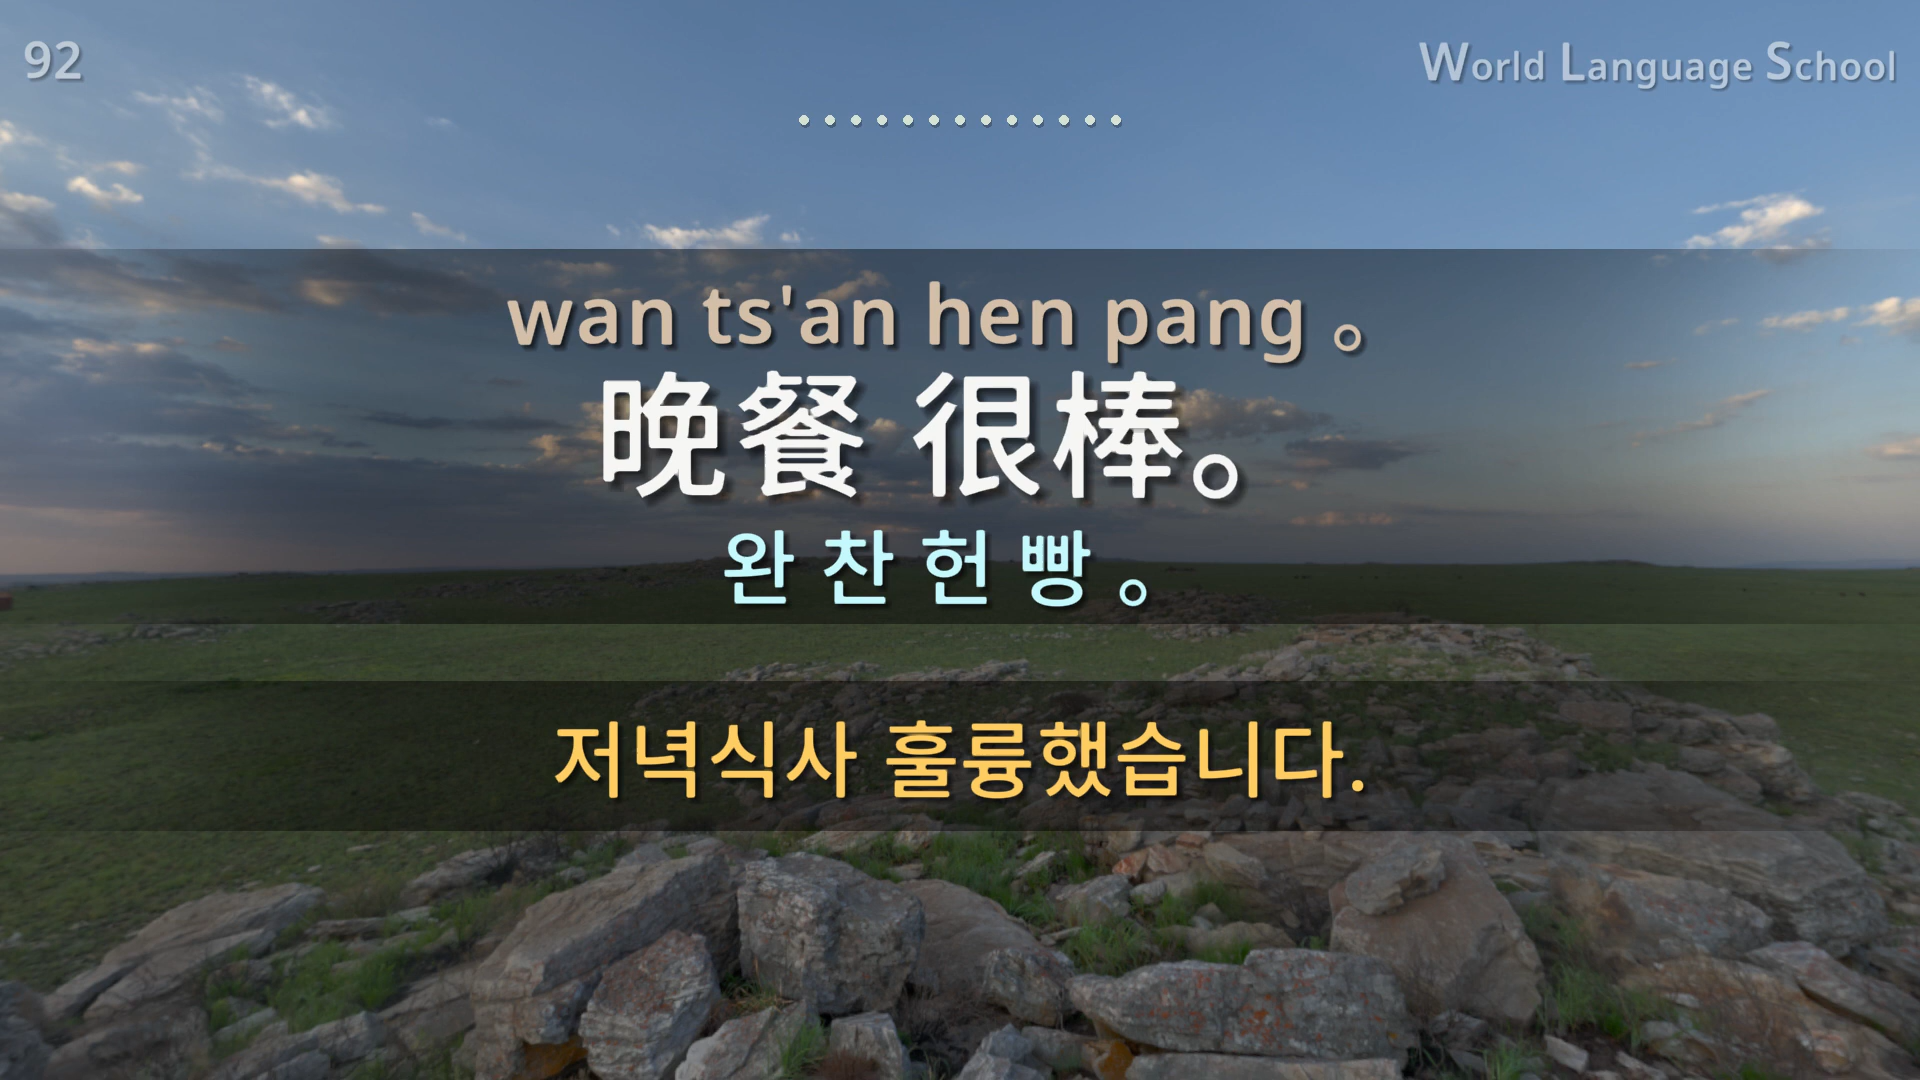 92
World Language School
wan ts'an hen pang 。
晚餐 很棒。
완 찬 헌 빵 。
저녁식사 훌륭했습니다.